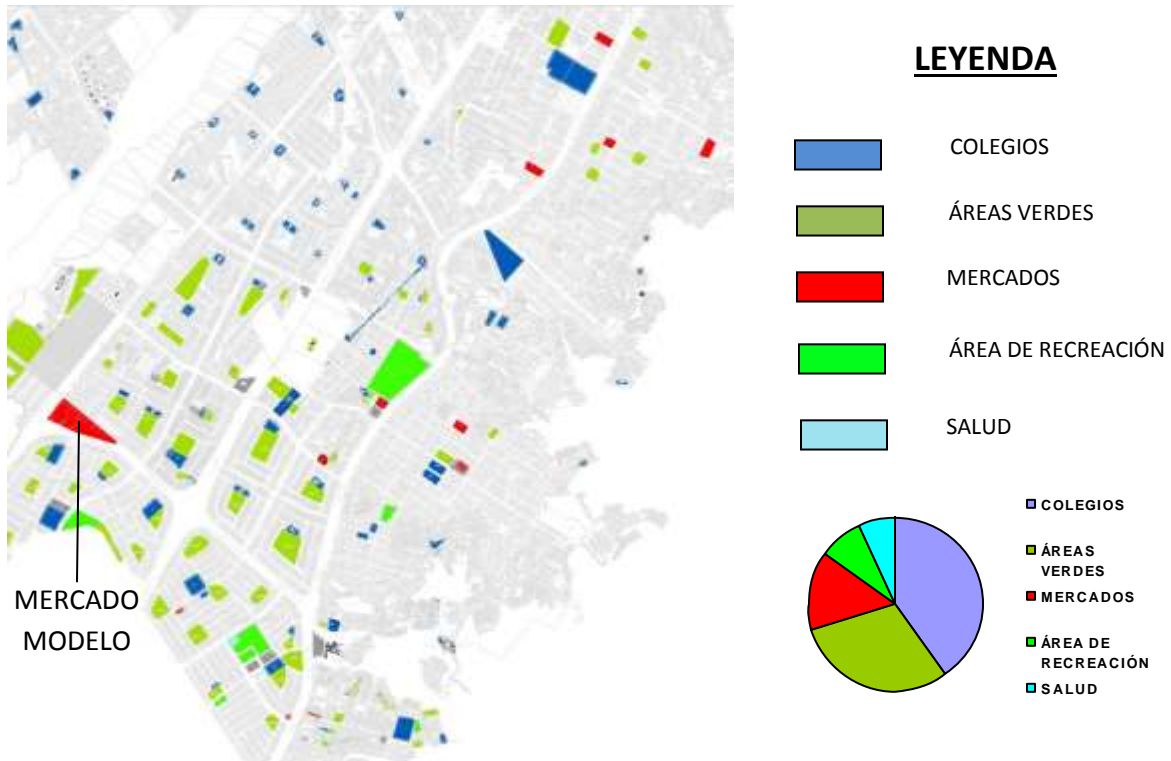 LEYENDA
COLEGIOS
ÁREAS VERDES
MERCADOS
ÁREA DE RECREACIÓN
SALUD
MERCADO
MODELO
COLEGIOS
ÁREAS
VERDES
MERCADOS
ÁREA DE
RECREACIÓN
SALUD